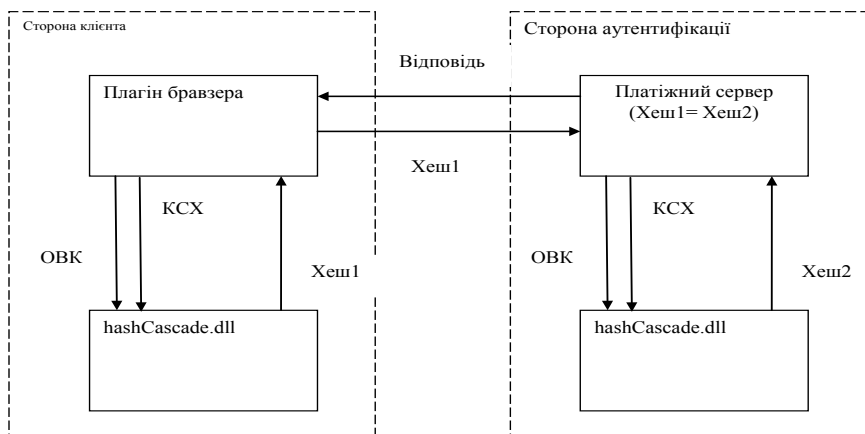 Сторона клієнта
Сторона аутентифікації
Відповідь
Плагін бравзера
Платіжний сервер
(Хеш1= Хеш2)
Хеш1
КСХ
ОВК
Хеш1
КСХ
ОВК
Хеш2
hashCascade.dll
hashCascade.dll